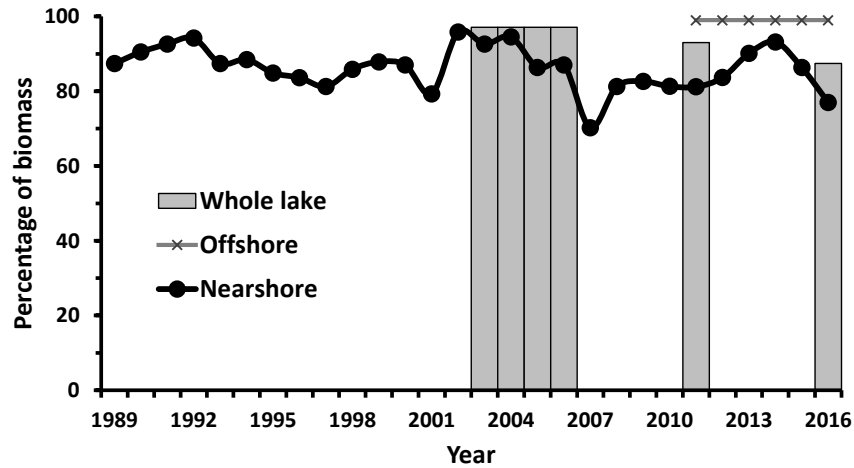 100
80
60
40
20
0
Percentage of biomass
Whole lake
Offshore
Nearshore
1989 1992 1995 1998 2001 2004 2007 2010 2013 2016
Year